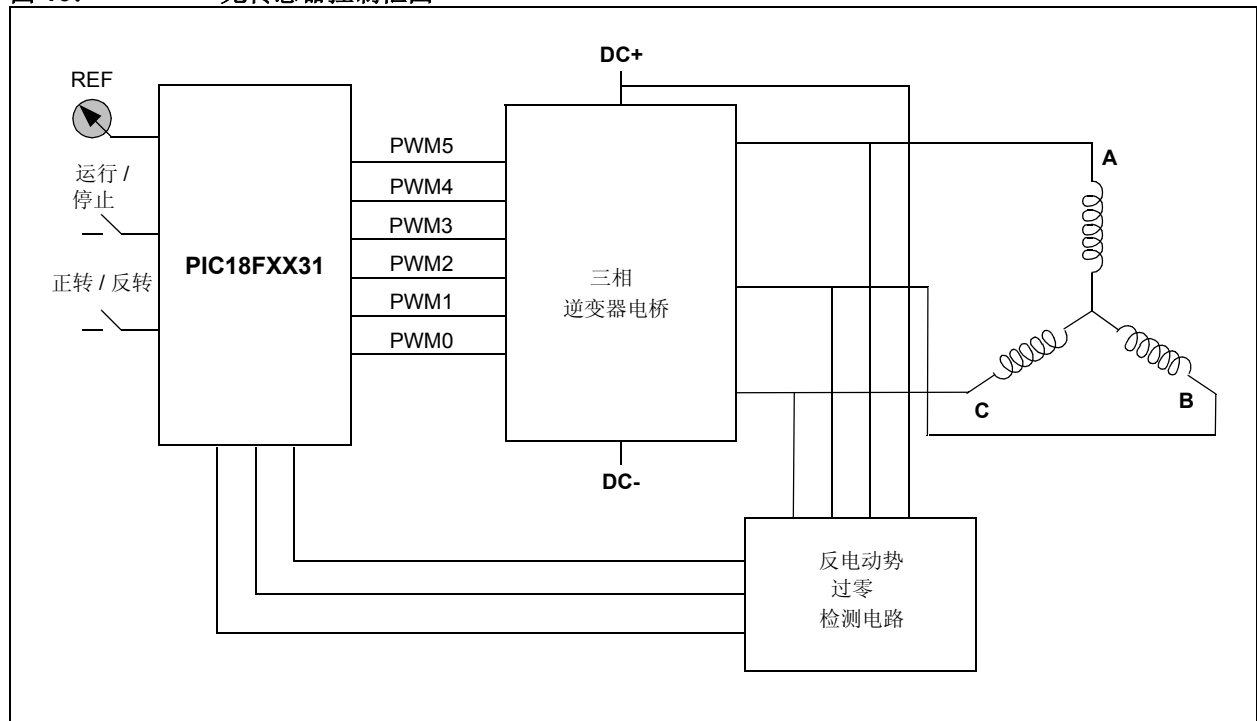 REF
运行 /
停止
正转 / 反转
PIC18FXX31
PWM5
PWM4
PWM3
PWM2
PWM1
PWM0
DC+
三相
逆变器电桥
DC-
A
B
C
反电动势
过零
检测电路